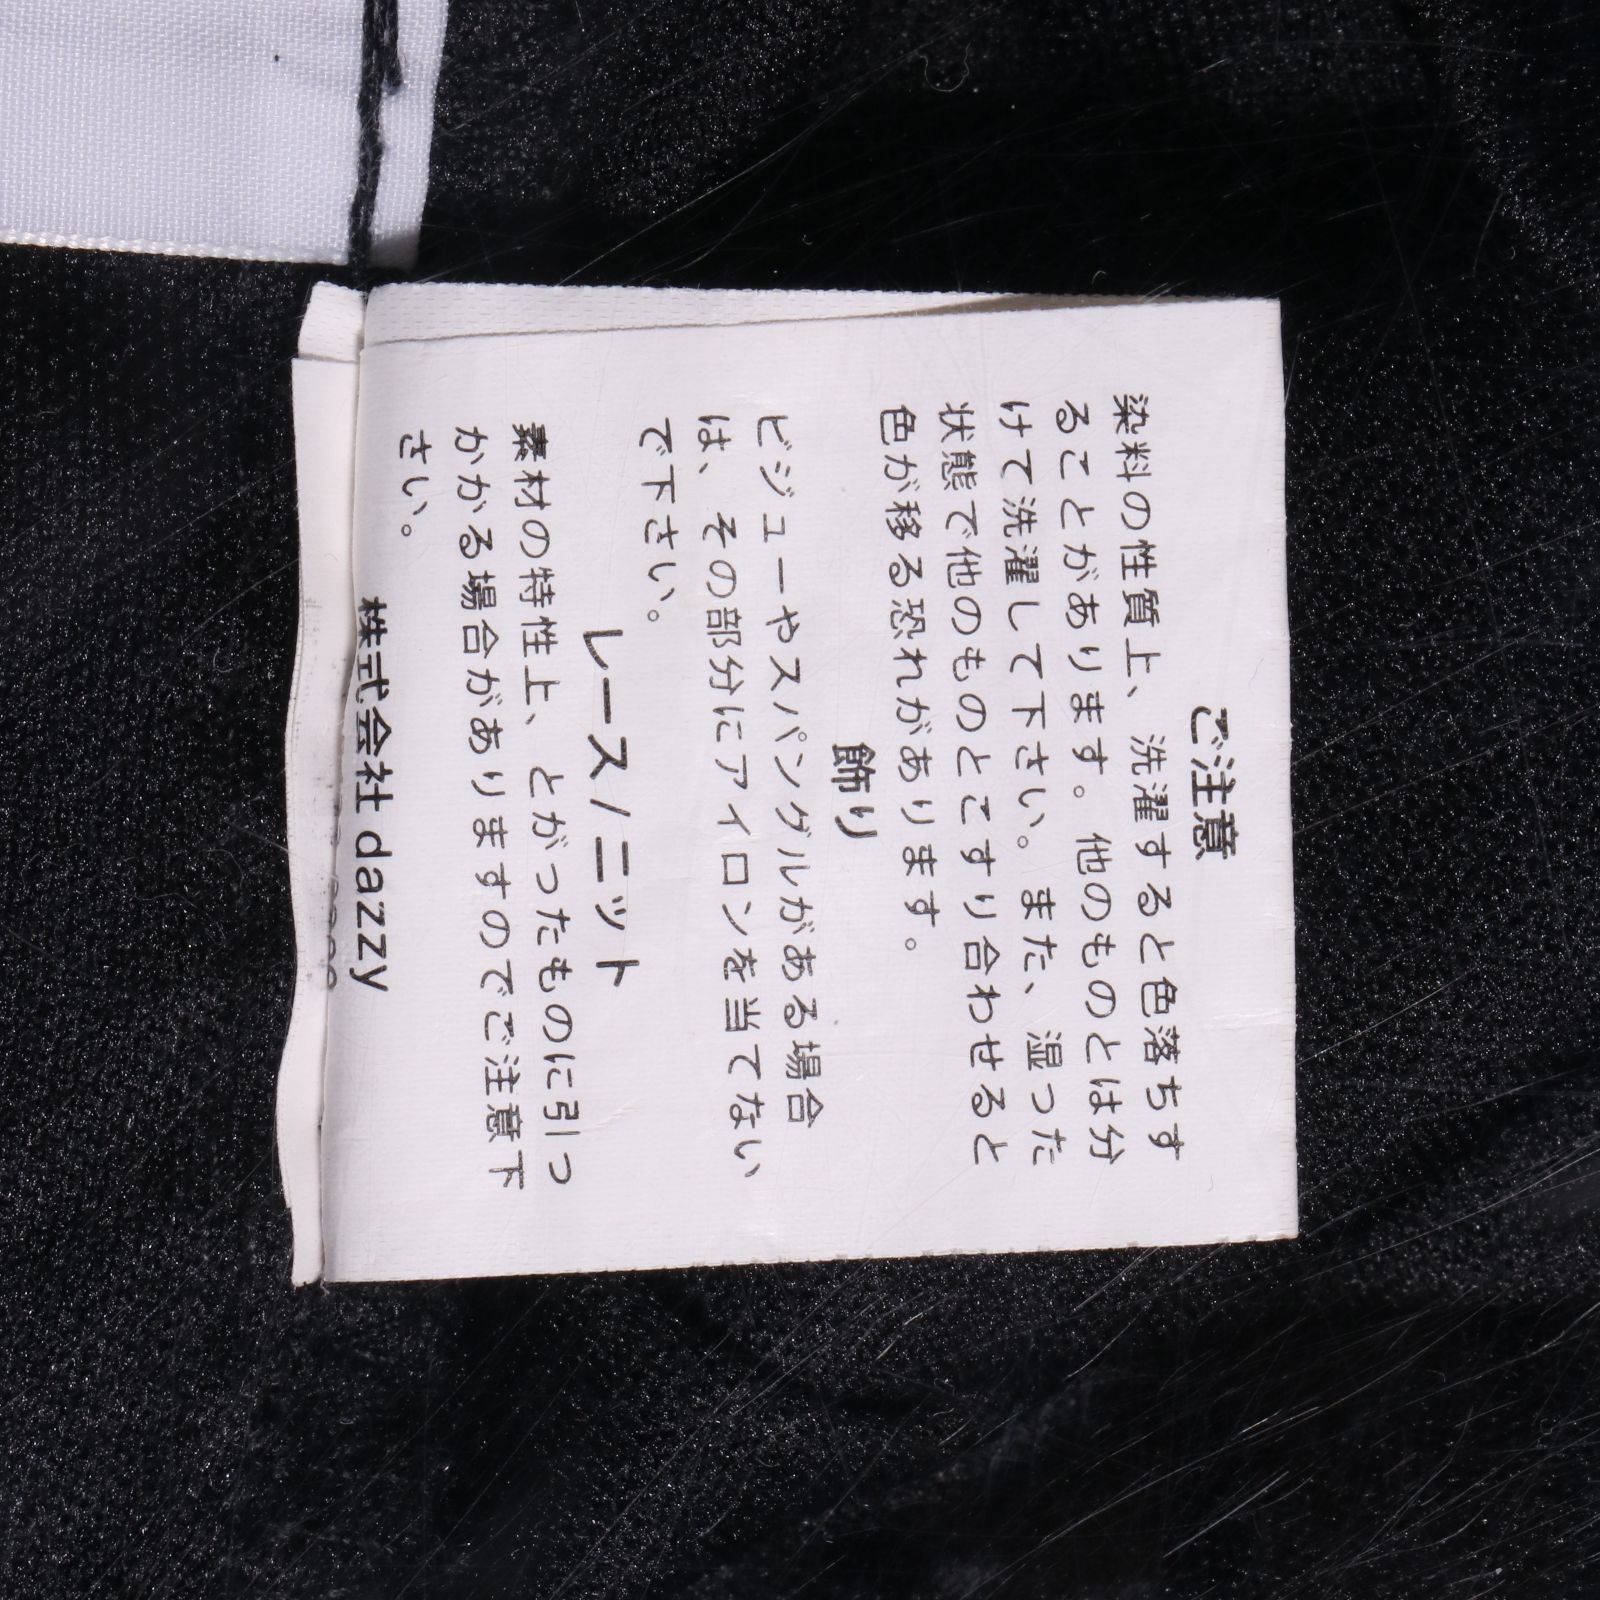 ご注意
染料の性質上、洗濯すると色落ちす
ることがあります。他のものとは分
けて洗濯して下さい。また、湿った
状態で他のものとこすり合わせると
色が移る恐れがあります。
飾り
ビジューやスパングルがある場合
は、その部分にアイロンを当てない
で下さい。
レース/ニット
素材の特性上、とがったものに引っ
かかる場合がありますのでご注意下
さい。
株式会社 dazzy